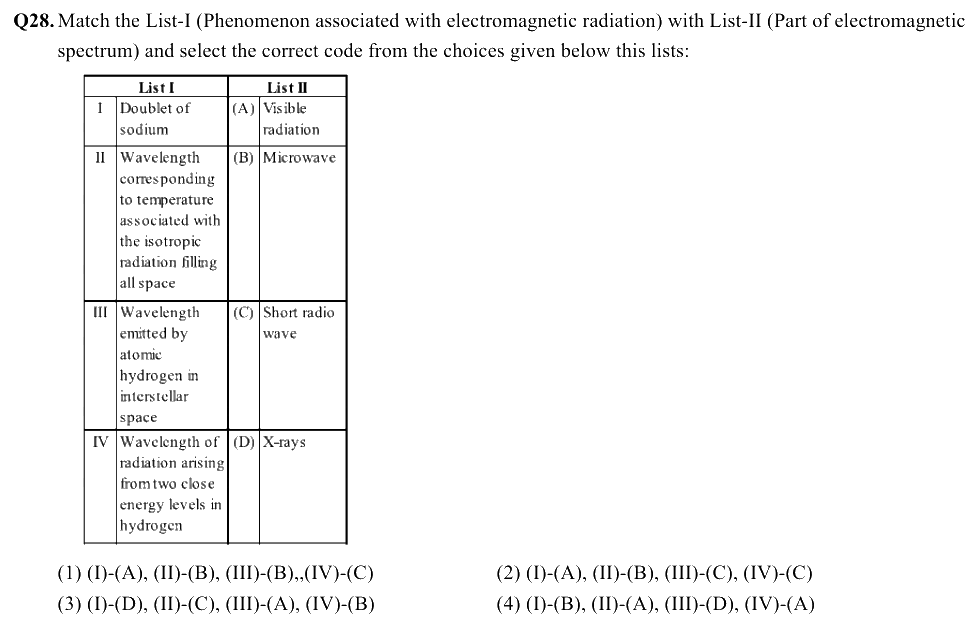 Q28. Match the List-I (Phenomenon associated with electromagnetic radiation) with List-II (Part of electromagnetic
spectrum) and select the correct code from the choices given below this lists:
List I List II
I Doublet of (A) Visible
sodium radiation
II Wavelength (B) Microwave
corresponding
to temperature
associated with
the isotropic
radiation filling
all space
III Wavelength (C) Short radio
emitted by wave
atomic
hydrogen in
interstellar
space
IV Wavelength of (D) X-rays
radiation arising
from two close
energy levels in
hydrogen
(1) (I)-(A), (II)-(B), (III)-(B),,(IV)-(C) (2) (I)-(A), (II)-(B), (III)-(C), (IV)-(C)
(3) (I)-(D), (II)-(C), (III)-(A), (IV)-(B) (4) (I)-(B), (II)-(A), (III)-(D), (IV)-(A)